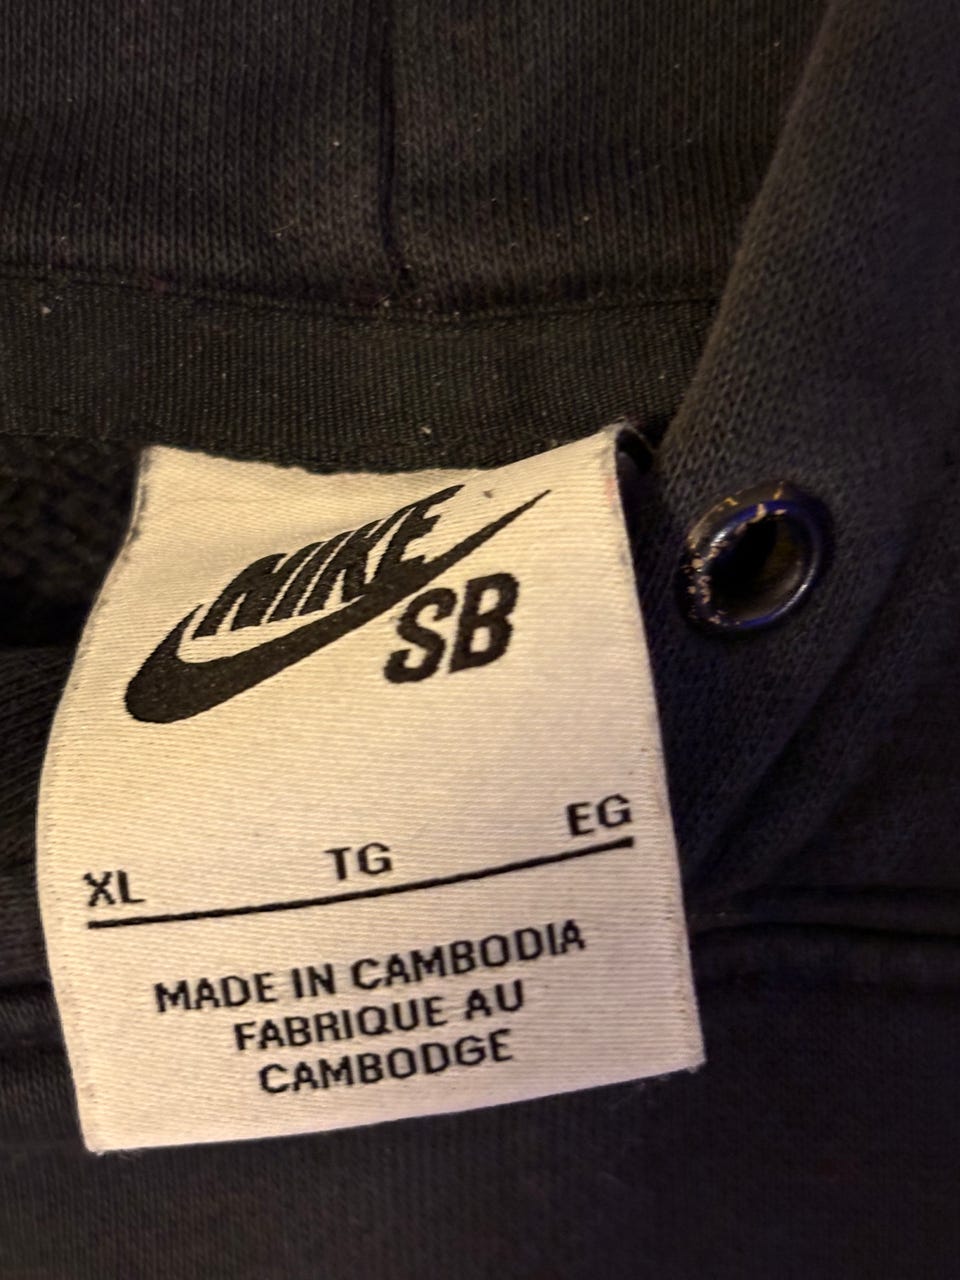 NIKE
SB
XL TG EG
MADE IN CAMBODIA
FABRIQUE AU
CAMBODGE